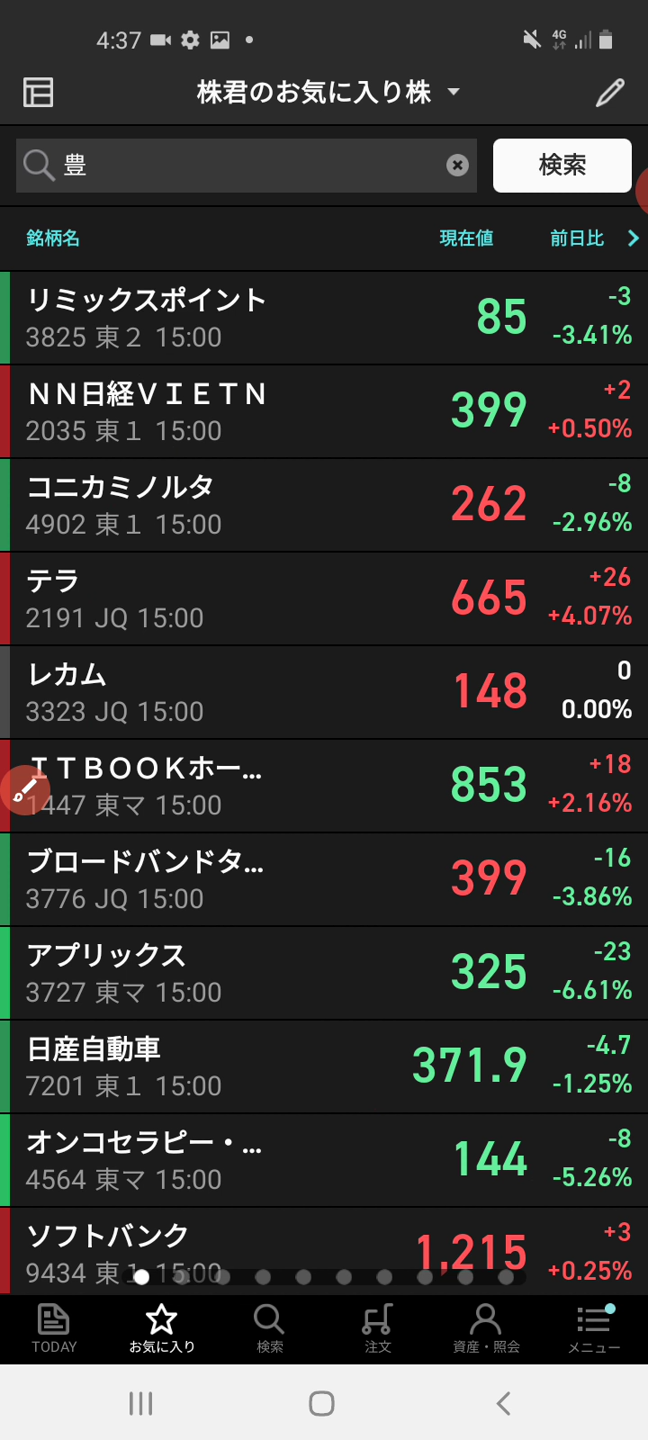 4:37
4G
株君のお気に入り株
豊
検索
銘柄名 現在値 前日比
リミックスポイント 85 -3
3825 東２ 15:00 -3.41%
ＮＮ日経ＶＩＥＴＮ 399 +2
2035 東１ 15:00 +0.50%
コニカミノルタ 262 -8
4902 東１ 15:00 -2.96%
テラ 665 +26
2191 JQ 15:00 +4.07%
レカム 148 0
3323 JQ 15:00 0.00%
ＩＴＢＯＯＫホー... 853 +18
1447 東マ 15:00 +2.16%
ブロードバンドタ... 399 -16
3776 JQ 15:00 -3.86%
アプリックス 325 -23
3727 東マ 15:00 -6.61%
日産自動車 371.9 -4.7
7201 東１ 15:00 -1.25%
オンコセラピー・... 144 -8
4564 東マ 15:00 -5.26%
ソフトバンク 1,215 +3
9434 東１ 15:00 +0.25%
TODAY お気に入り 検索 注文 資産・照会 メニュー